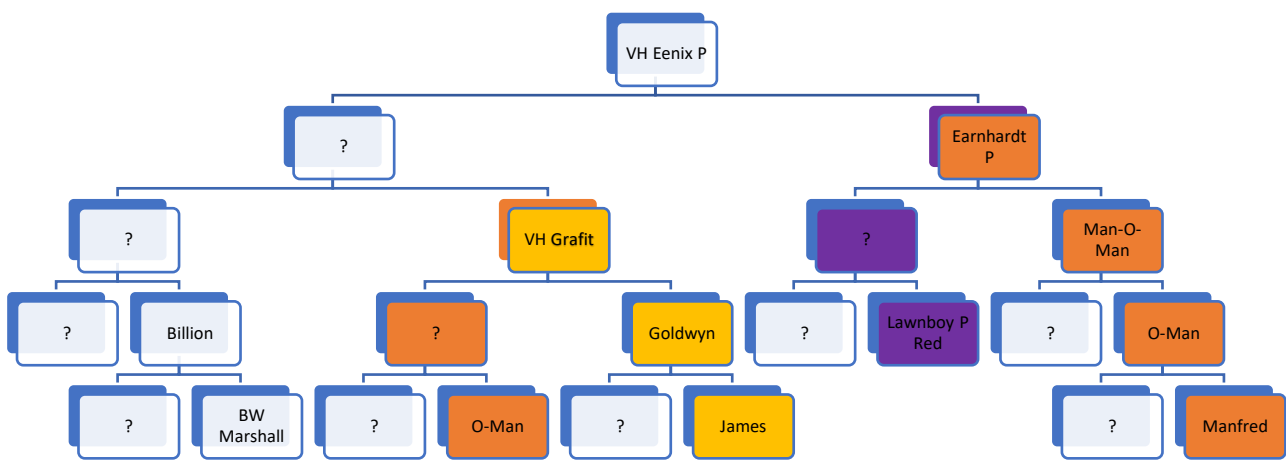 VH Eenix P
?
Earnhardt
P
?
VH Grafit
?
Man-O-
Man
?
Billion
?
Goldwyn
?
Lawnboy P
Red
?
O-Man
?
BW
Marshall
?
O-Man
?
James
?
Manfred